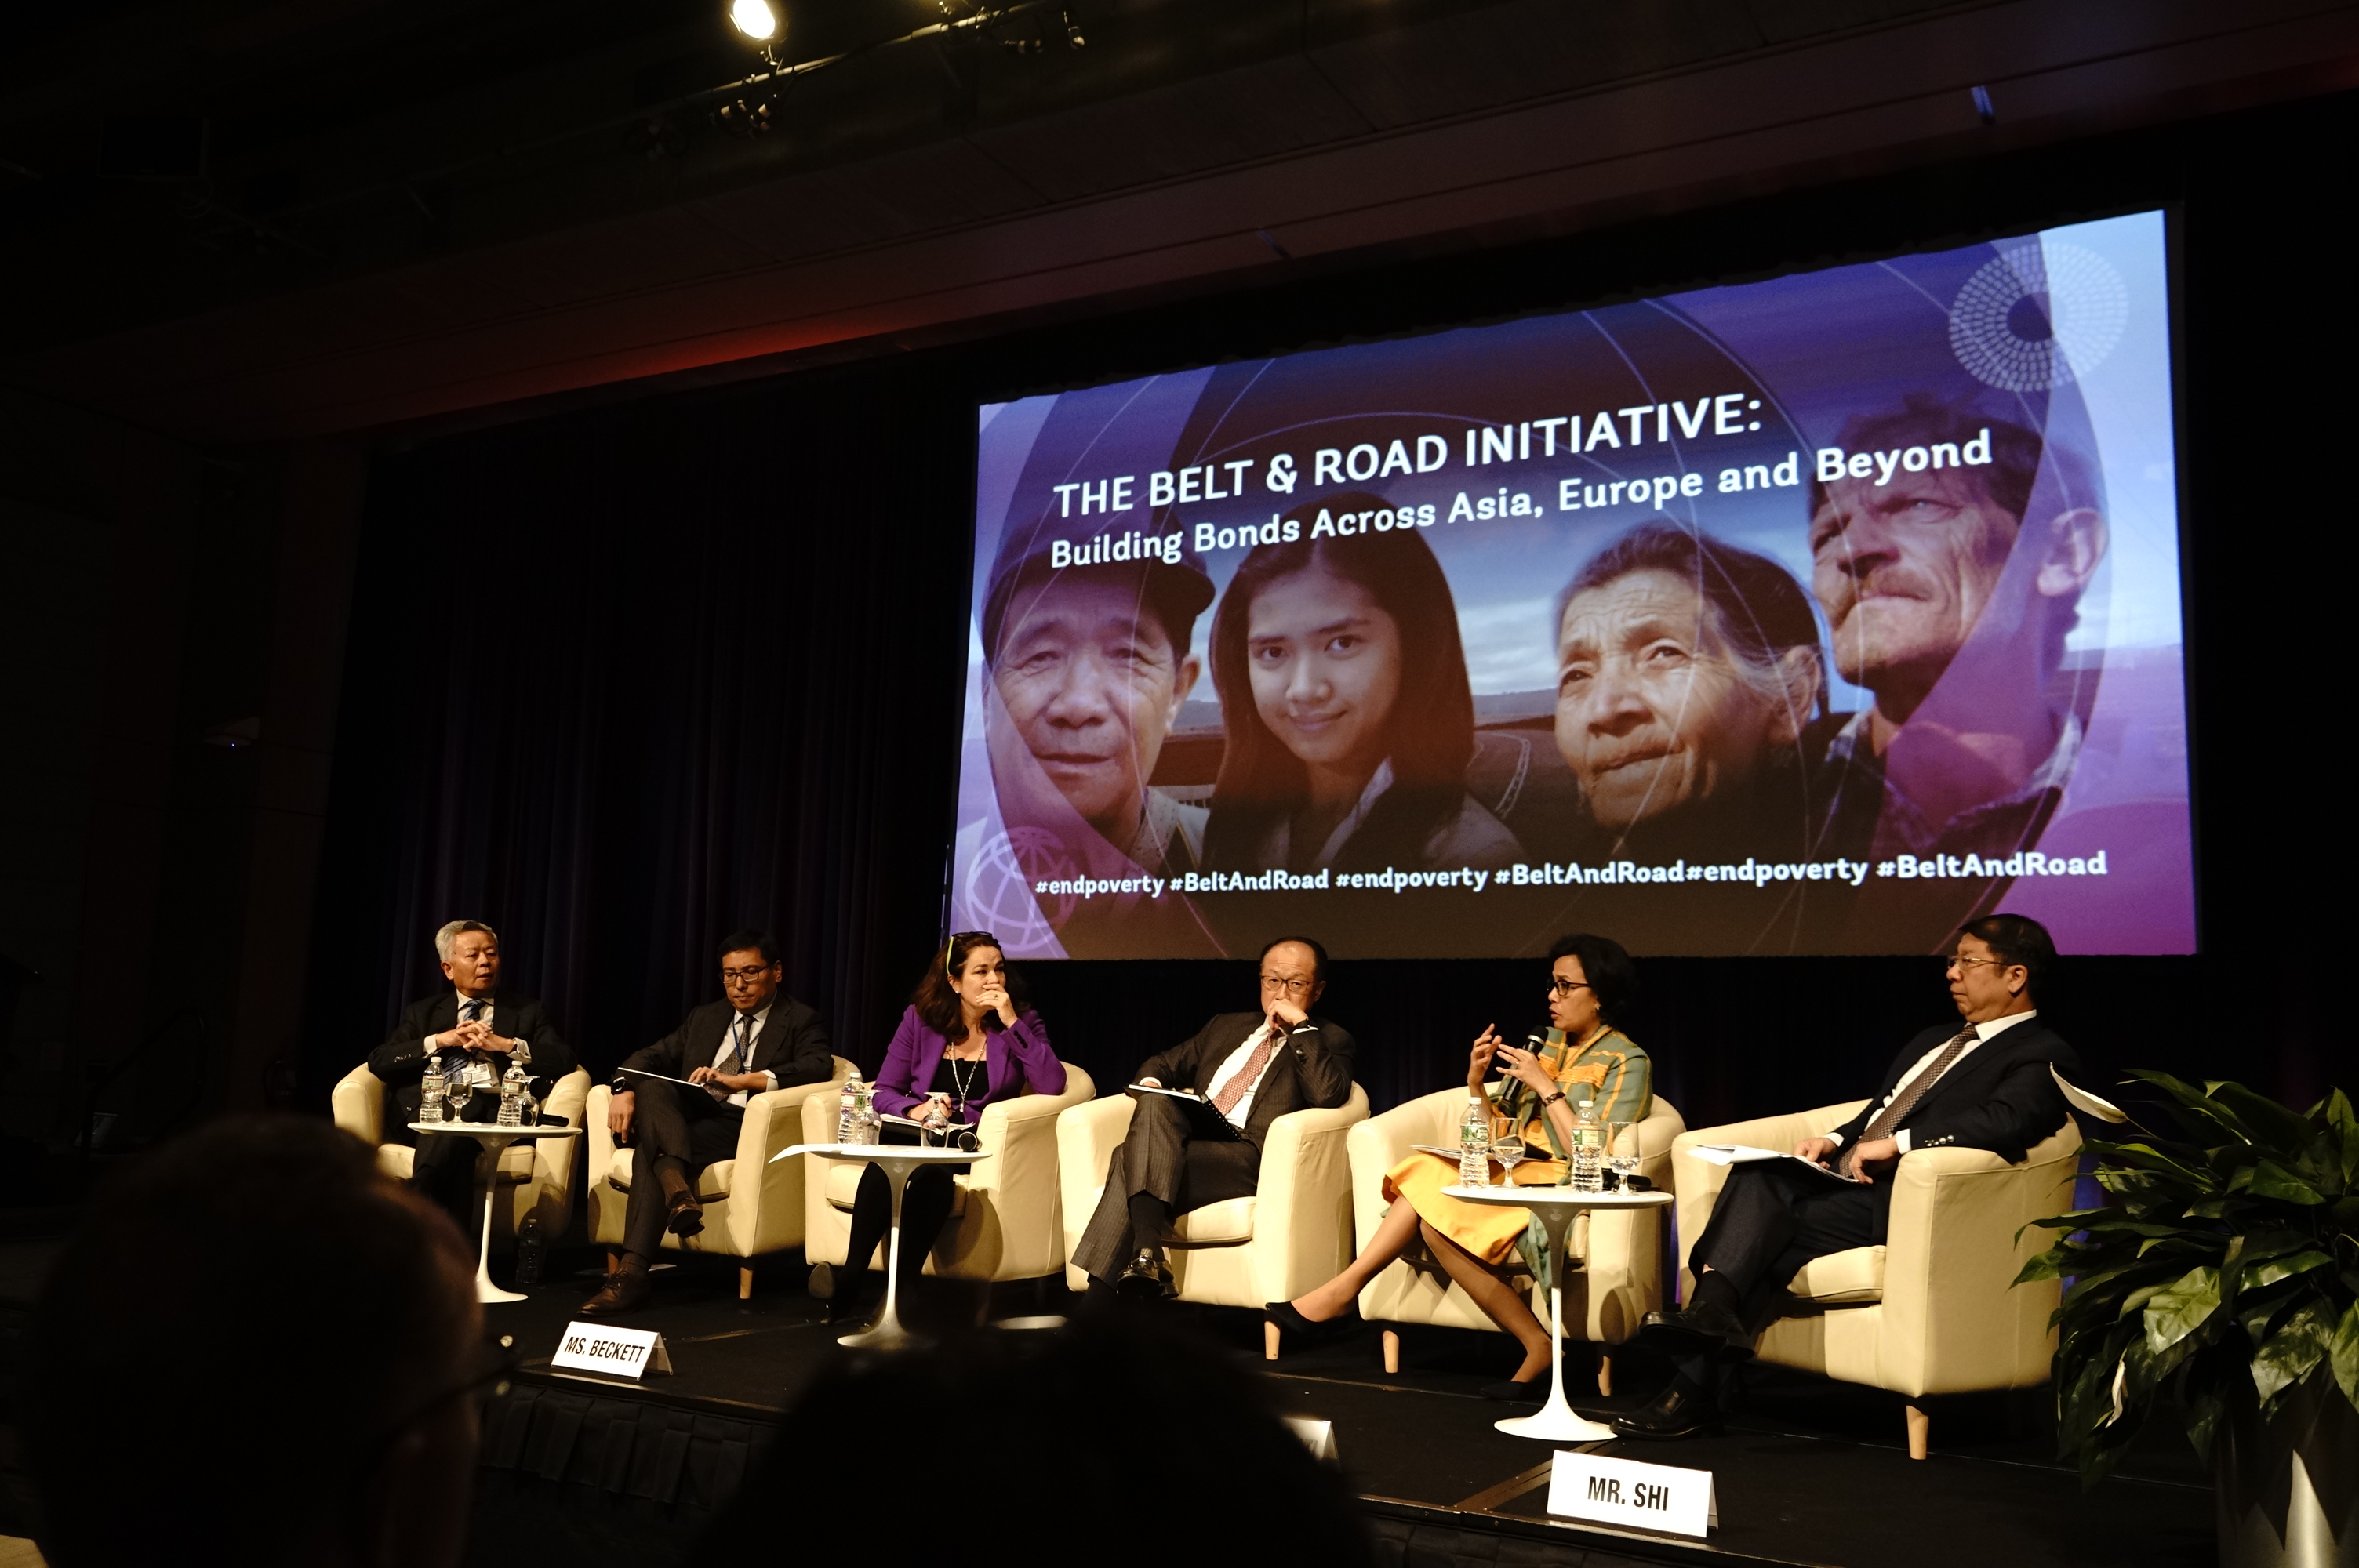 THE BELT & ROAD INITIATIVE:
Building Bonds Across Asia, Europe and Beyond
#endpoverty #BeltAndRoad #endpoverty #BeltAndRoad#endpoverty #BeltAndRoad
MS. BECKETT
MR. SHI